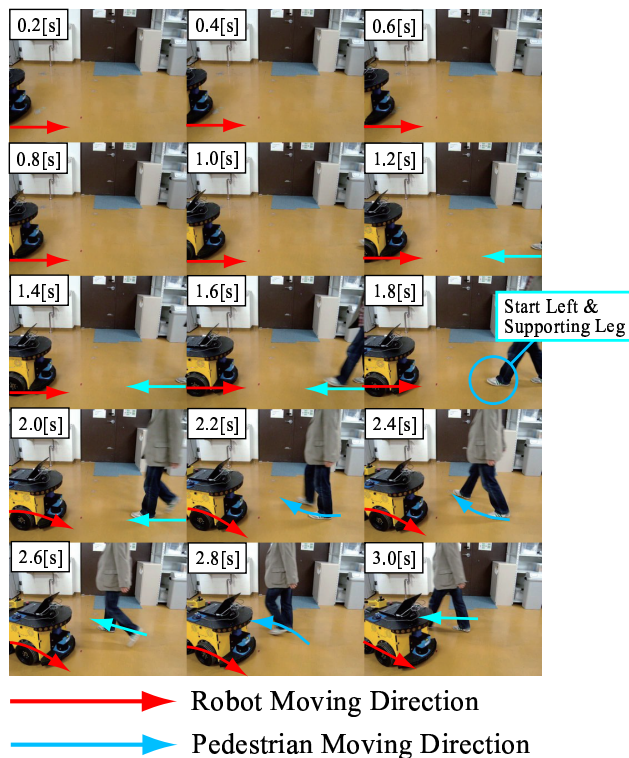 0.2[s]
0.4[s]
0.6[s]
0.8[s]
1.0[s]
1.2[s]
1.4[s]
1.6[s]
1.8[s]
Start Left &
Supporting Leg
2.0[s]
2.2[s]
2.4[s]
2.6[s]
2.8[s]
3.0[s]
Robot Moving Direction
Pedestrian Moving Direction